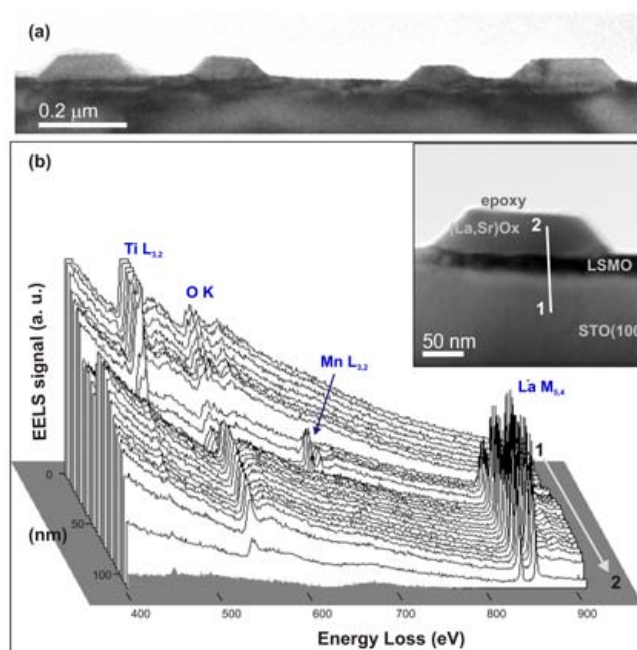 (a)
0.2 μm
(b)
epoxy
(La,Sr)Ox
2
LSMO
1
STO(100)
50 nm
Ti L3,2
O K
Mn L3,2
La M5,4
EELS signal (a. u.)
1
0
50
(nm)
100
2
400 500 600 700 800 900
Energy Loss (eV)